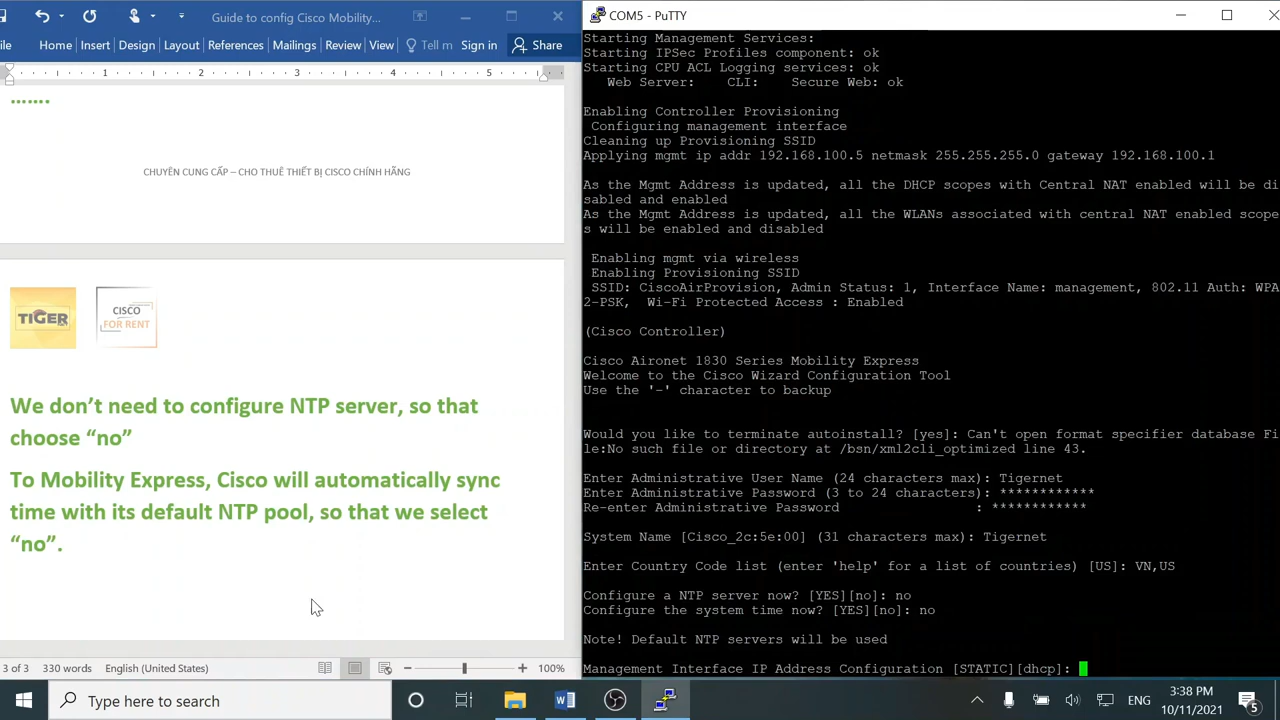 Guide to config Cisco Mobility...
Home Insert Design Layout References Mailings Review View Tell m Sign in Share
1 2 3 4 5
.......
CHUYÊN CUNG CẤP – CHO THUÊ THIẾT BỊ CISCO CHÍNH HÃNG
TIGER
CISCO
FOR RENT
We don’t need to configure NTP server, so that
choose “no”
To Mobility Express, Cisco will automatically sync
time with its default NTP pool, so that we select
“no”.
3 of 3 330 words English (United States) 100%
COM5 - PuTTY
Starting Management Services:
Starting IPSec Profiles component: ok
Starting CPU ACL Logging services: ok
Web Server: CLI: Secure Web: ok
Enabling Controller Provisioning
Configuring management interface
Cleaning up Provisioning SSID
Applying mgmt ip addr 192.168.100.5 netmask 255.255.255.0 gateway 192.168.100.1
As the Mgmt Address is updated, all the DHCP scopes with Central NAT enabled will be di
sabled and enabled
As the Mgmt Address is updated, all the WLANs associated with central NAT enabled scope
s will be enabled and disabled
Enabling mgmt via wireless
Enabling Provisioning SSID
SSID: CiscoAirProvision, Admin Status: 1, Interface Name: management, 802.11 Auth: WPA
2-PSK, Wi-Fi Protected Access : Enabled
(Cisco Controller)
Cisco Aironet 1830 Series Mobility Express
Welcome to the Cisco Wizard Configuration Tool
Use the '-' character to backup
Would you like to terminate autoinstall? [yes]: Can't open format specifier database Fi
le:No such file or directory at /bsn/xml2cli_optimized line 43.
Enter Administrative User Name (24 characters max): Tigernet
Enter Administrative Password (3 to 24 characters): ************
Re-enter Administrative Password : ************
System Name [Cisco_2c:5e:00] (31 characters max): Tigernet
Enter Country Code list (enter 'help' for a list of countries) [US]: VN,US
Configure a NTP server now? [YES][no]: no
Configure the system time now? [YES][no]: no
Note! Default NTP servers will be used
Management Interface IP Address Configuration [STATIC][dhcp]:
Type here to search
ENG
3:38 PM
10/11/2021
5